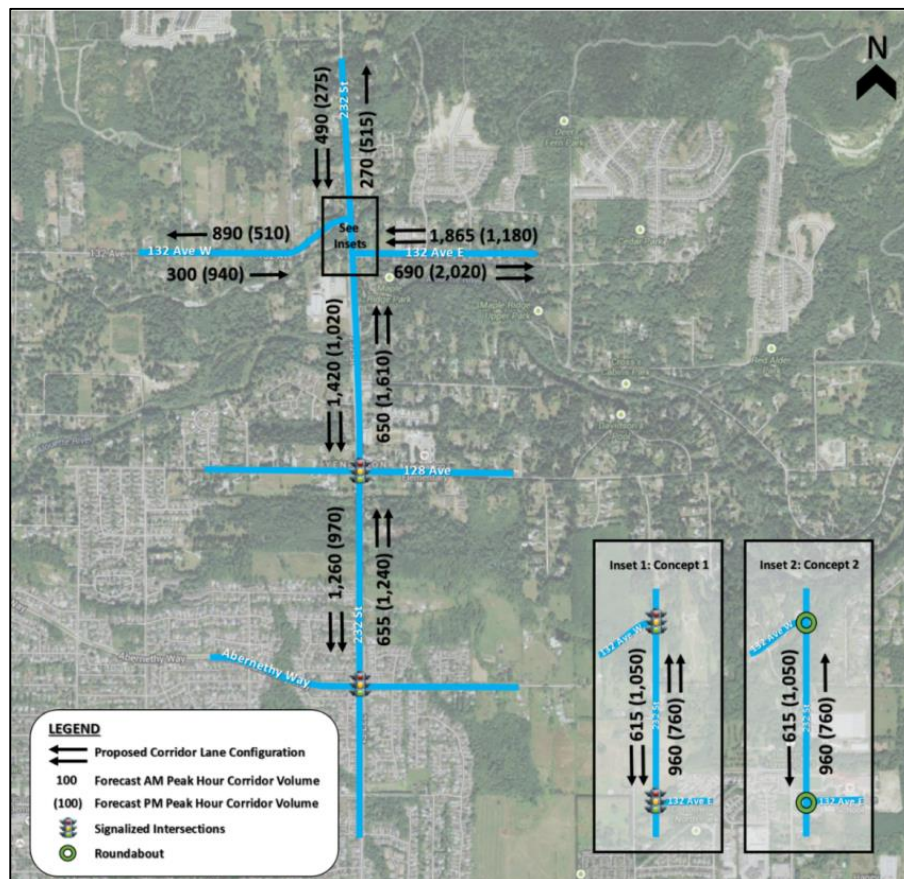 N
232 St
490 (275)
270 (515)
See
Insets
890 (510)
132 Ave
132 Ave W
300 (940)
1,865 (1,180)
132 Ave E
690 (2,020)
1,420 (1,020)
650 (1,610)
128 Ave
1,260 (970)
232 St
655 (1,240)
Abernethy Way
Abernethy Way
Inset 1: Concept 1
132 Ave W
615 (1,050)
232 St
960 (760)
132 Ave E
Inset 2: Concept 2
132 Ave W
615 (1,050)
232 St
960 (760)
132 Ave E
LEGEND
Proposed Corridor Lane Configuration
100 Forecast AM Peak Hour Corridor Volume
(100) Forecast PM Peak Hour Corridor Volume
Signalized Intersections
Roundabout